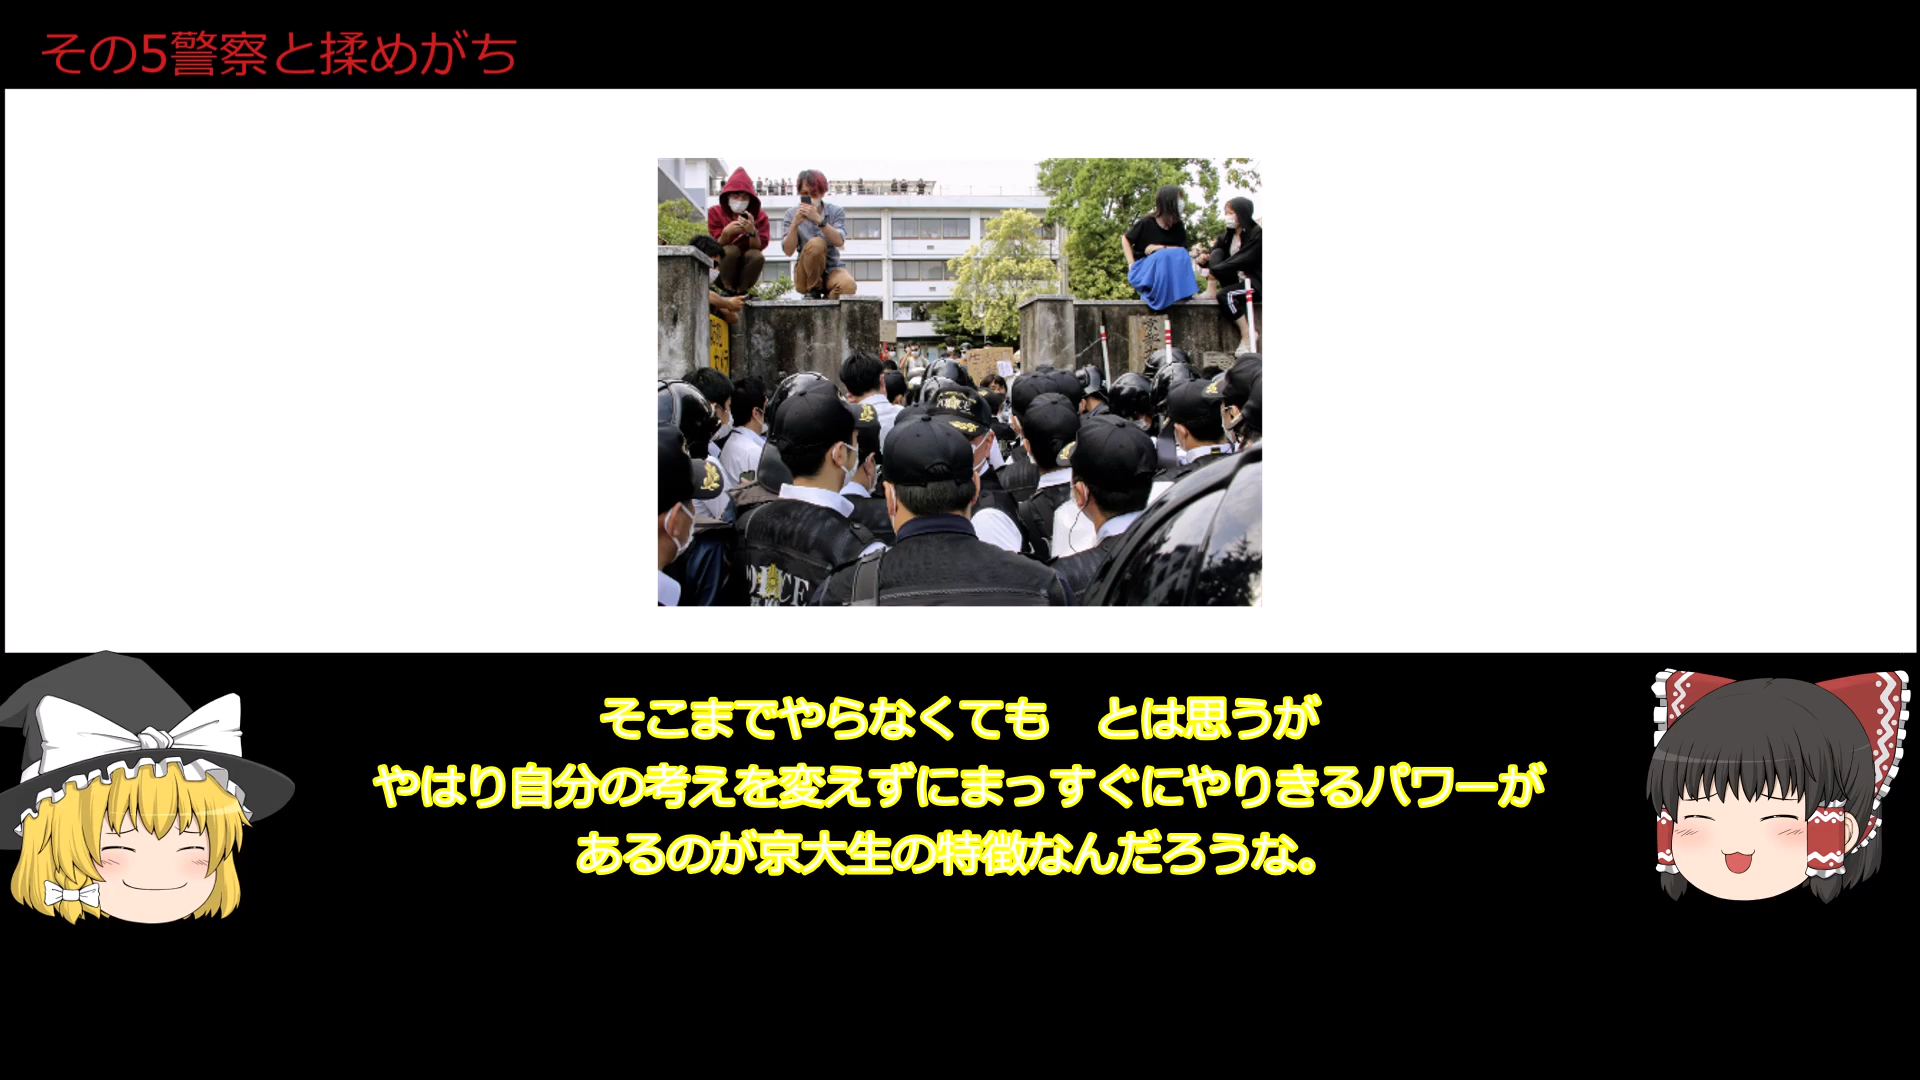 その5警察と揉めがち
POLICE
そこまでやらなくても　とは思うが
やはり自分の考えを変えずにまっすぐにやりきるパワーが
あるのが京大生の特徴なんだろうな。